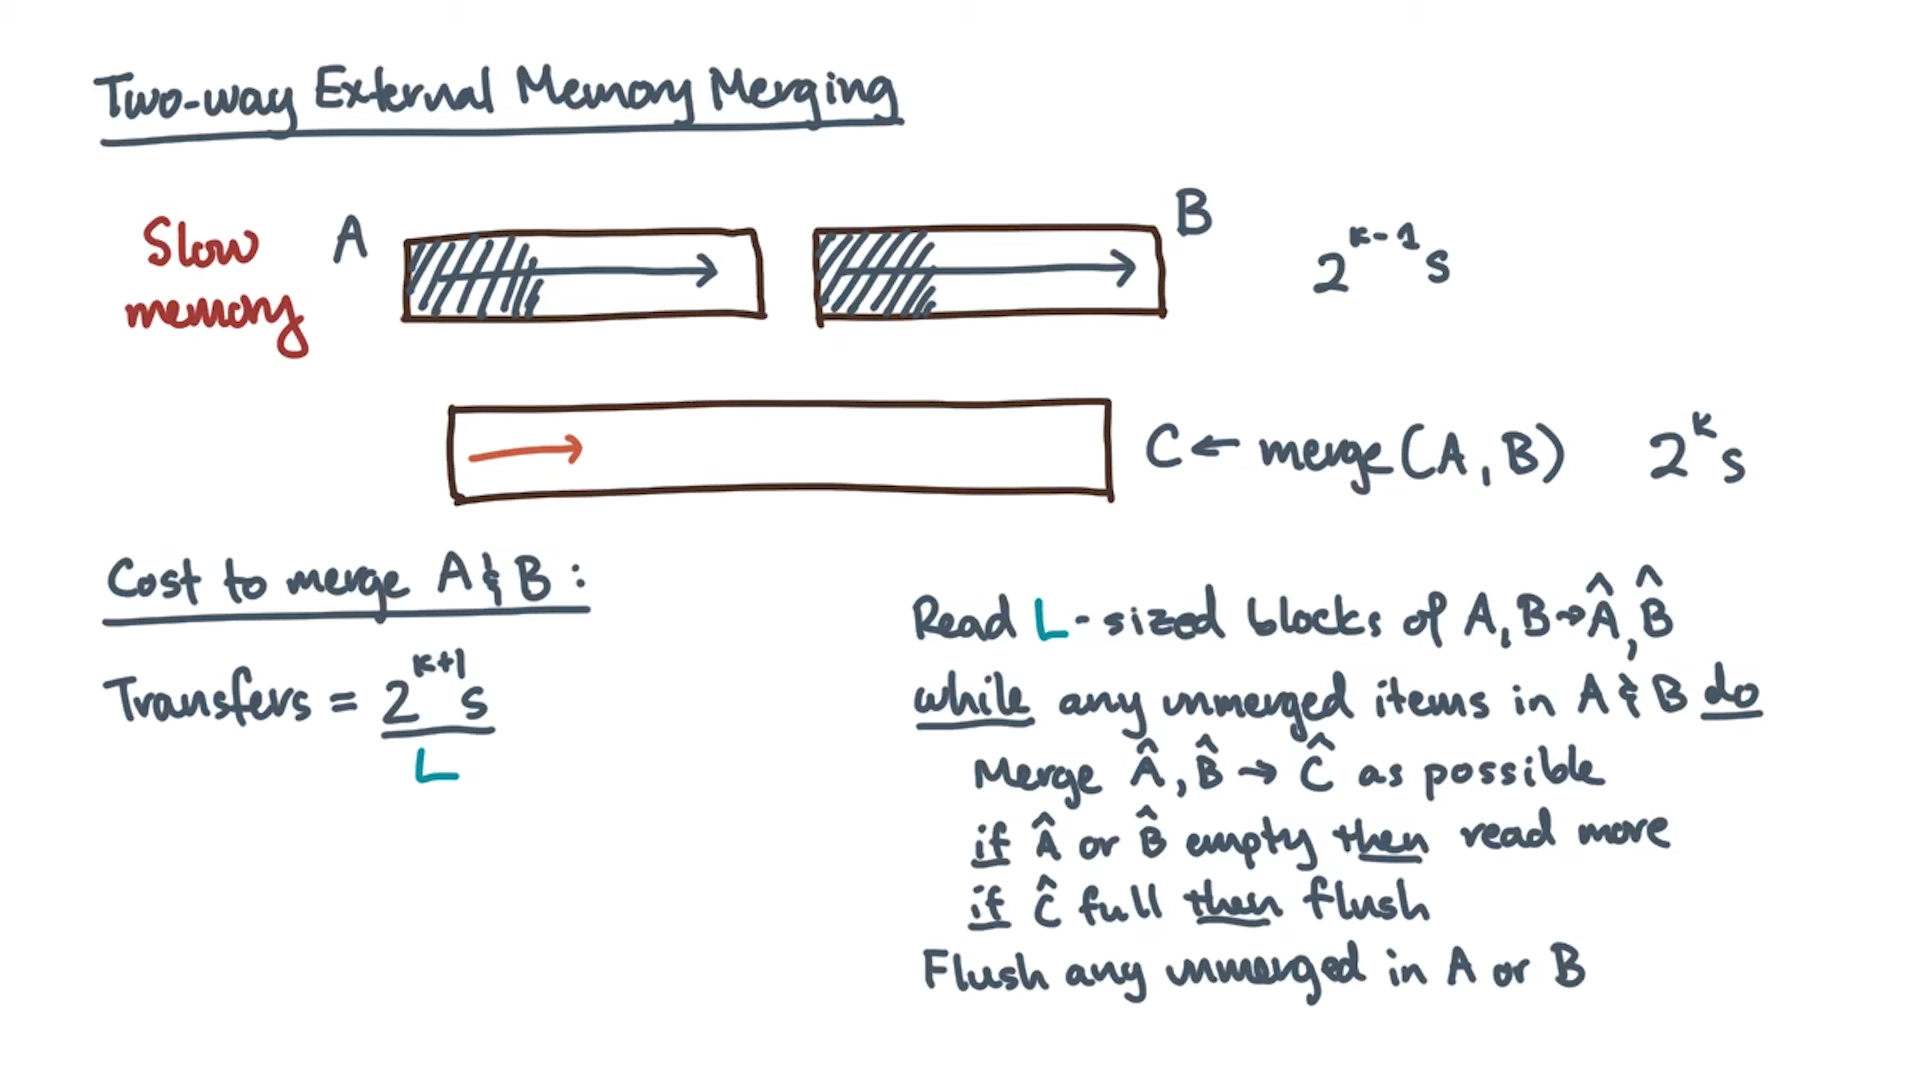 Two-way External Memory Merging
Slow
memory
A
B
2^{k-1}s
C ← merge(A, B)
2^k s
Cost to merge A & B :
Transfers = 2^{k+1}s / L
Read L-sized blocks of A, B → Â, B̂
while any unmerged items in A & B do
Merge Â, B̂ → Ĉ as possible
if Â or B̂ empty then read more
if Ĉ full then flush
Flush any unmerged in A or B